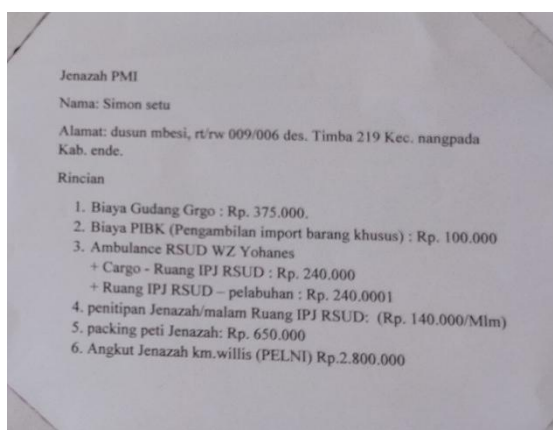 Jenazah PMI
Nama: Simon setu
Alamat: dusun mbesi, rt/rw 009/006 des. Timba 219 Kec. nangpada
Kab. ende.
Rincian
1. Biaya Gudang Grgo : Rp. 375.000.
2. Biaya PIBK (Pengambilan import barang khusus) : Rp. 100.000
3. Ambulance RSUD WZ Yohanes
+ Cargo - Ruang IPJ RSUD : Rp. 240.000
+ Ruang IPJ RSUD – pelabuhan : Rp. 240.0001
4. penitipan Jenazah/malam Ruang IPJ RSUD: (Rp. 140.000/Mlm)
5. packing peti Jenazah: Rp. 650.000
6. Angkut Jenazah km.willis (PELNI) Rp.2.800.000